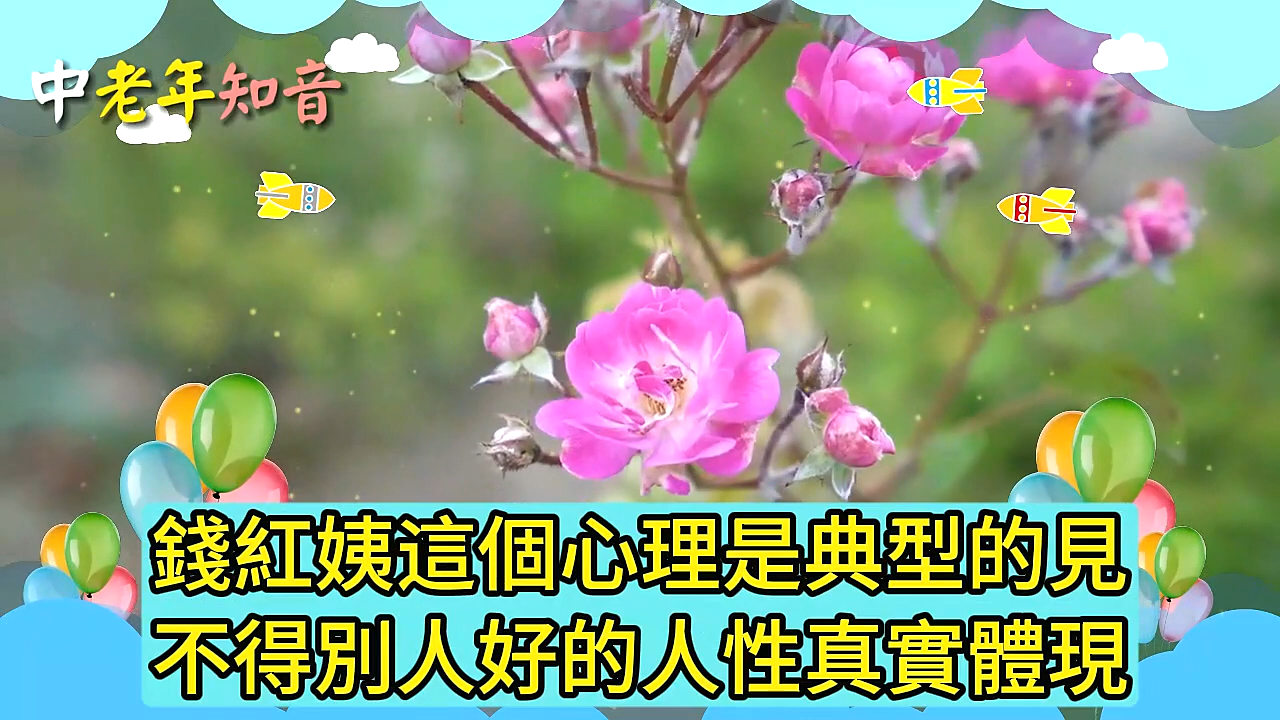 中老年知音
錢紅姨這個心理是典型的見
不得別人好的人性真實體現